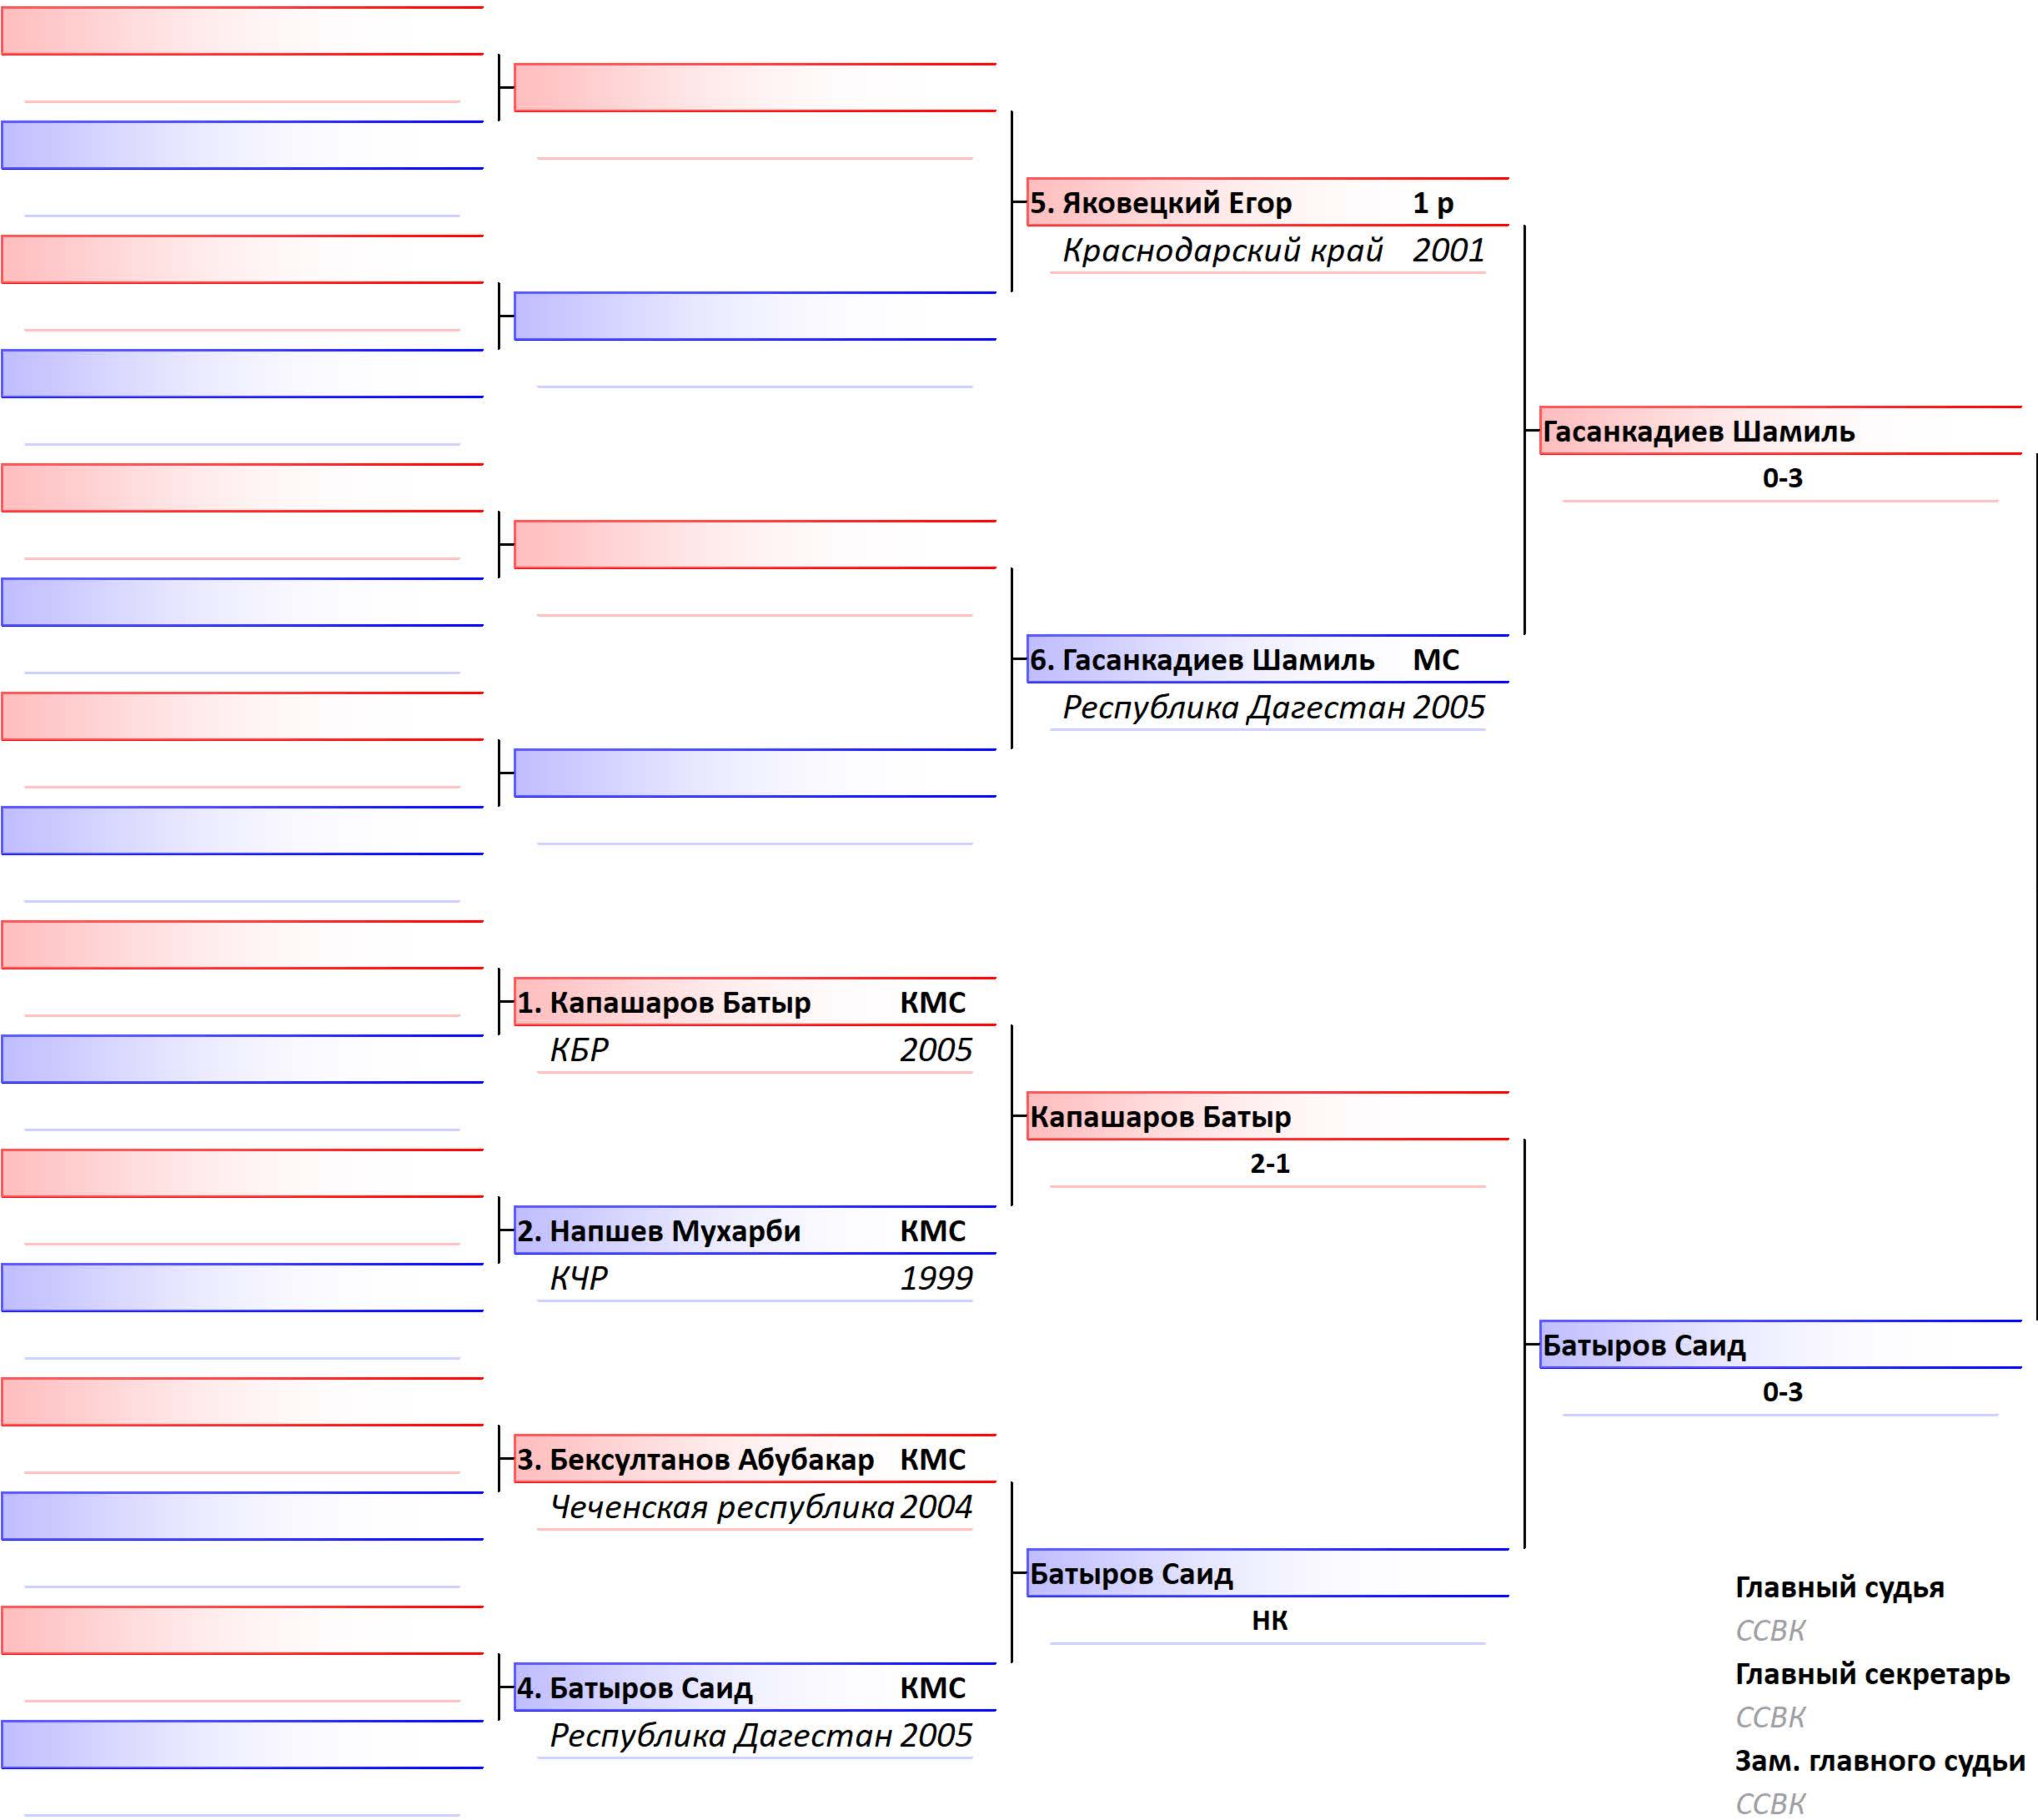 5. Яковецкий Егор 1 р
Краснодарский край 2001
Гасанкадиев Шамиль
0-3
6. Гасанкадиев Шамиль МС
Республика Дагестан 2005
1. Капашаров Батыр КМС
КБР 2005
Капашаров Батыр
2-1
2. Напшев Мухарби КМС
КЧР 1999
Батыров Саид
0-3
3. Бексултанов Абубакар КМС
Чеченская республика 2004
Батыров Саид
НК
4. Батыров Саид КМС
Республика Дагестан 2005
Главный судья
ССВК
Главный секретарь
ССВК
Зам. главного судьи
ССВК